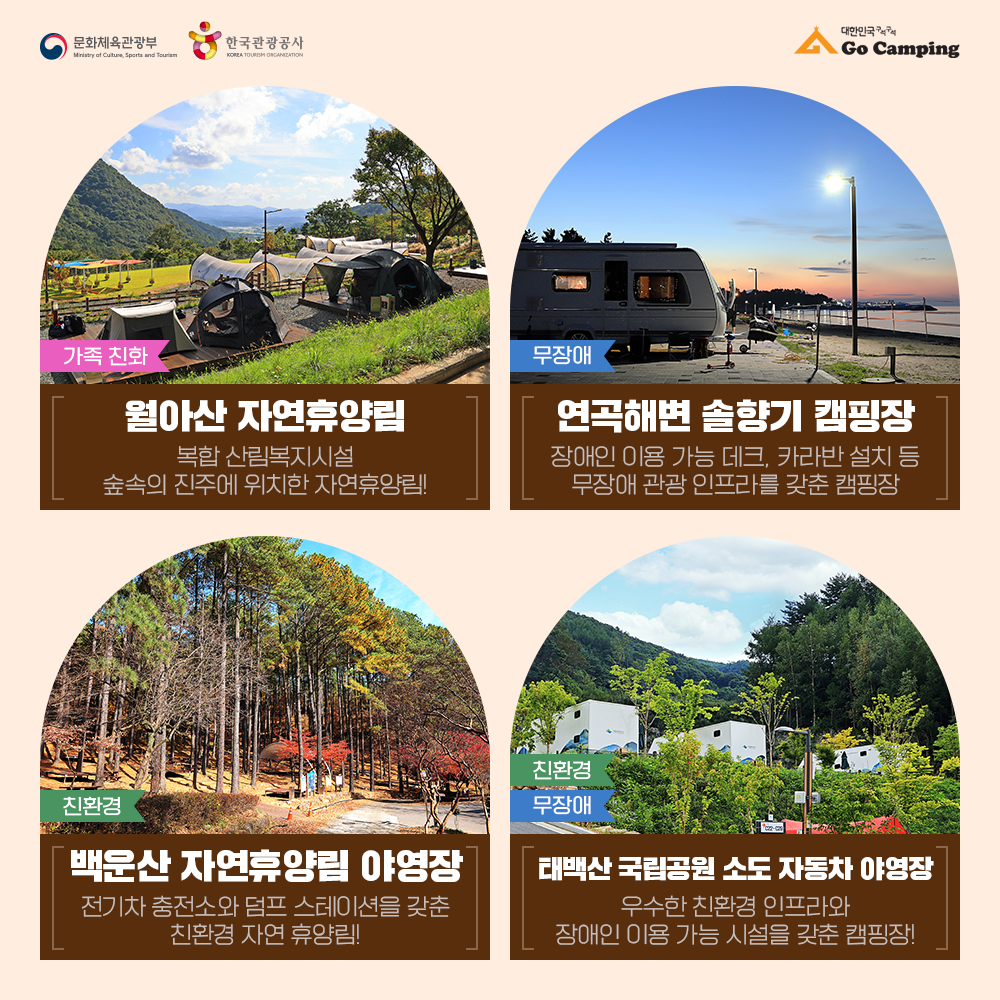 문화체육관광부
Ministry of Culture, Sports and Tourism
한국관광공사
KOREA TOURISM ORGANIZATION
대한민국 구석구석
Go Camping
가족 친화
월아산 자연휴양림
복합 산림복지시설
숲속의 진주에 위치한 자연휴양림!
무장애
연곡해변 솔향기 캠핑장
장애인 이용 가능 데크, 카라반 설치 등
무장애 관광 인프라를 갖춘 캠핑장
친환경
백운산 자연휴양림 야영장
전기차 충전소와 덤프 스테이션을 갖춘
친환경 자연 휴양림!
친환경
무장애
태백산 국립공원 소도 자동차 야영장
우수한 친환경 인프라와
장애인 이용 가능 시설을 갖춘 캠핑장!